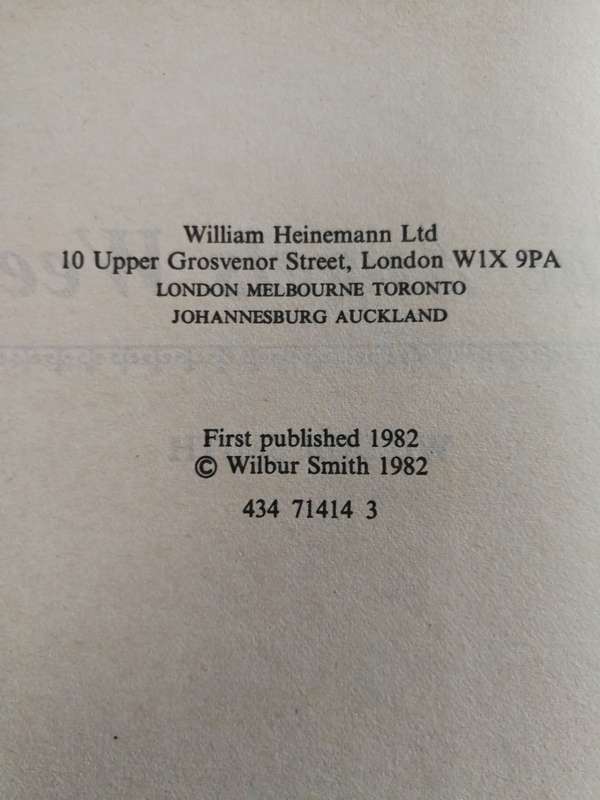 William Heinemann Ltd
10 Upper Grosvenor Street, London W1X 9PA
LONDON MELBOURNE TORONTO
JOHANNESBURG AUCKLAND
First published 1982
© Wilbur Smith 1982
434 71414 3